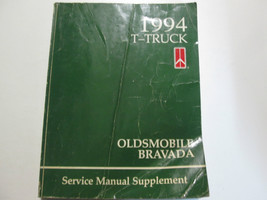 1994
T-TRUCK
OLDSMOBILE
BRAVADA
Service Manual Supplement